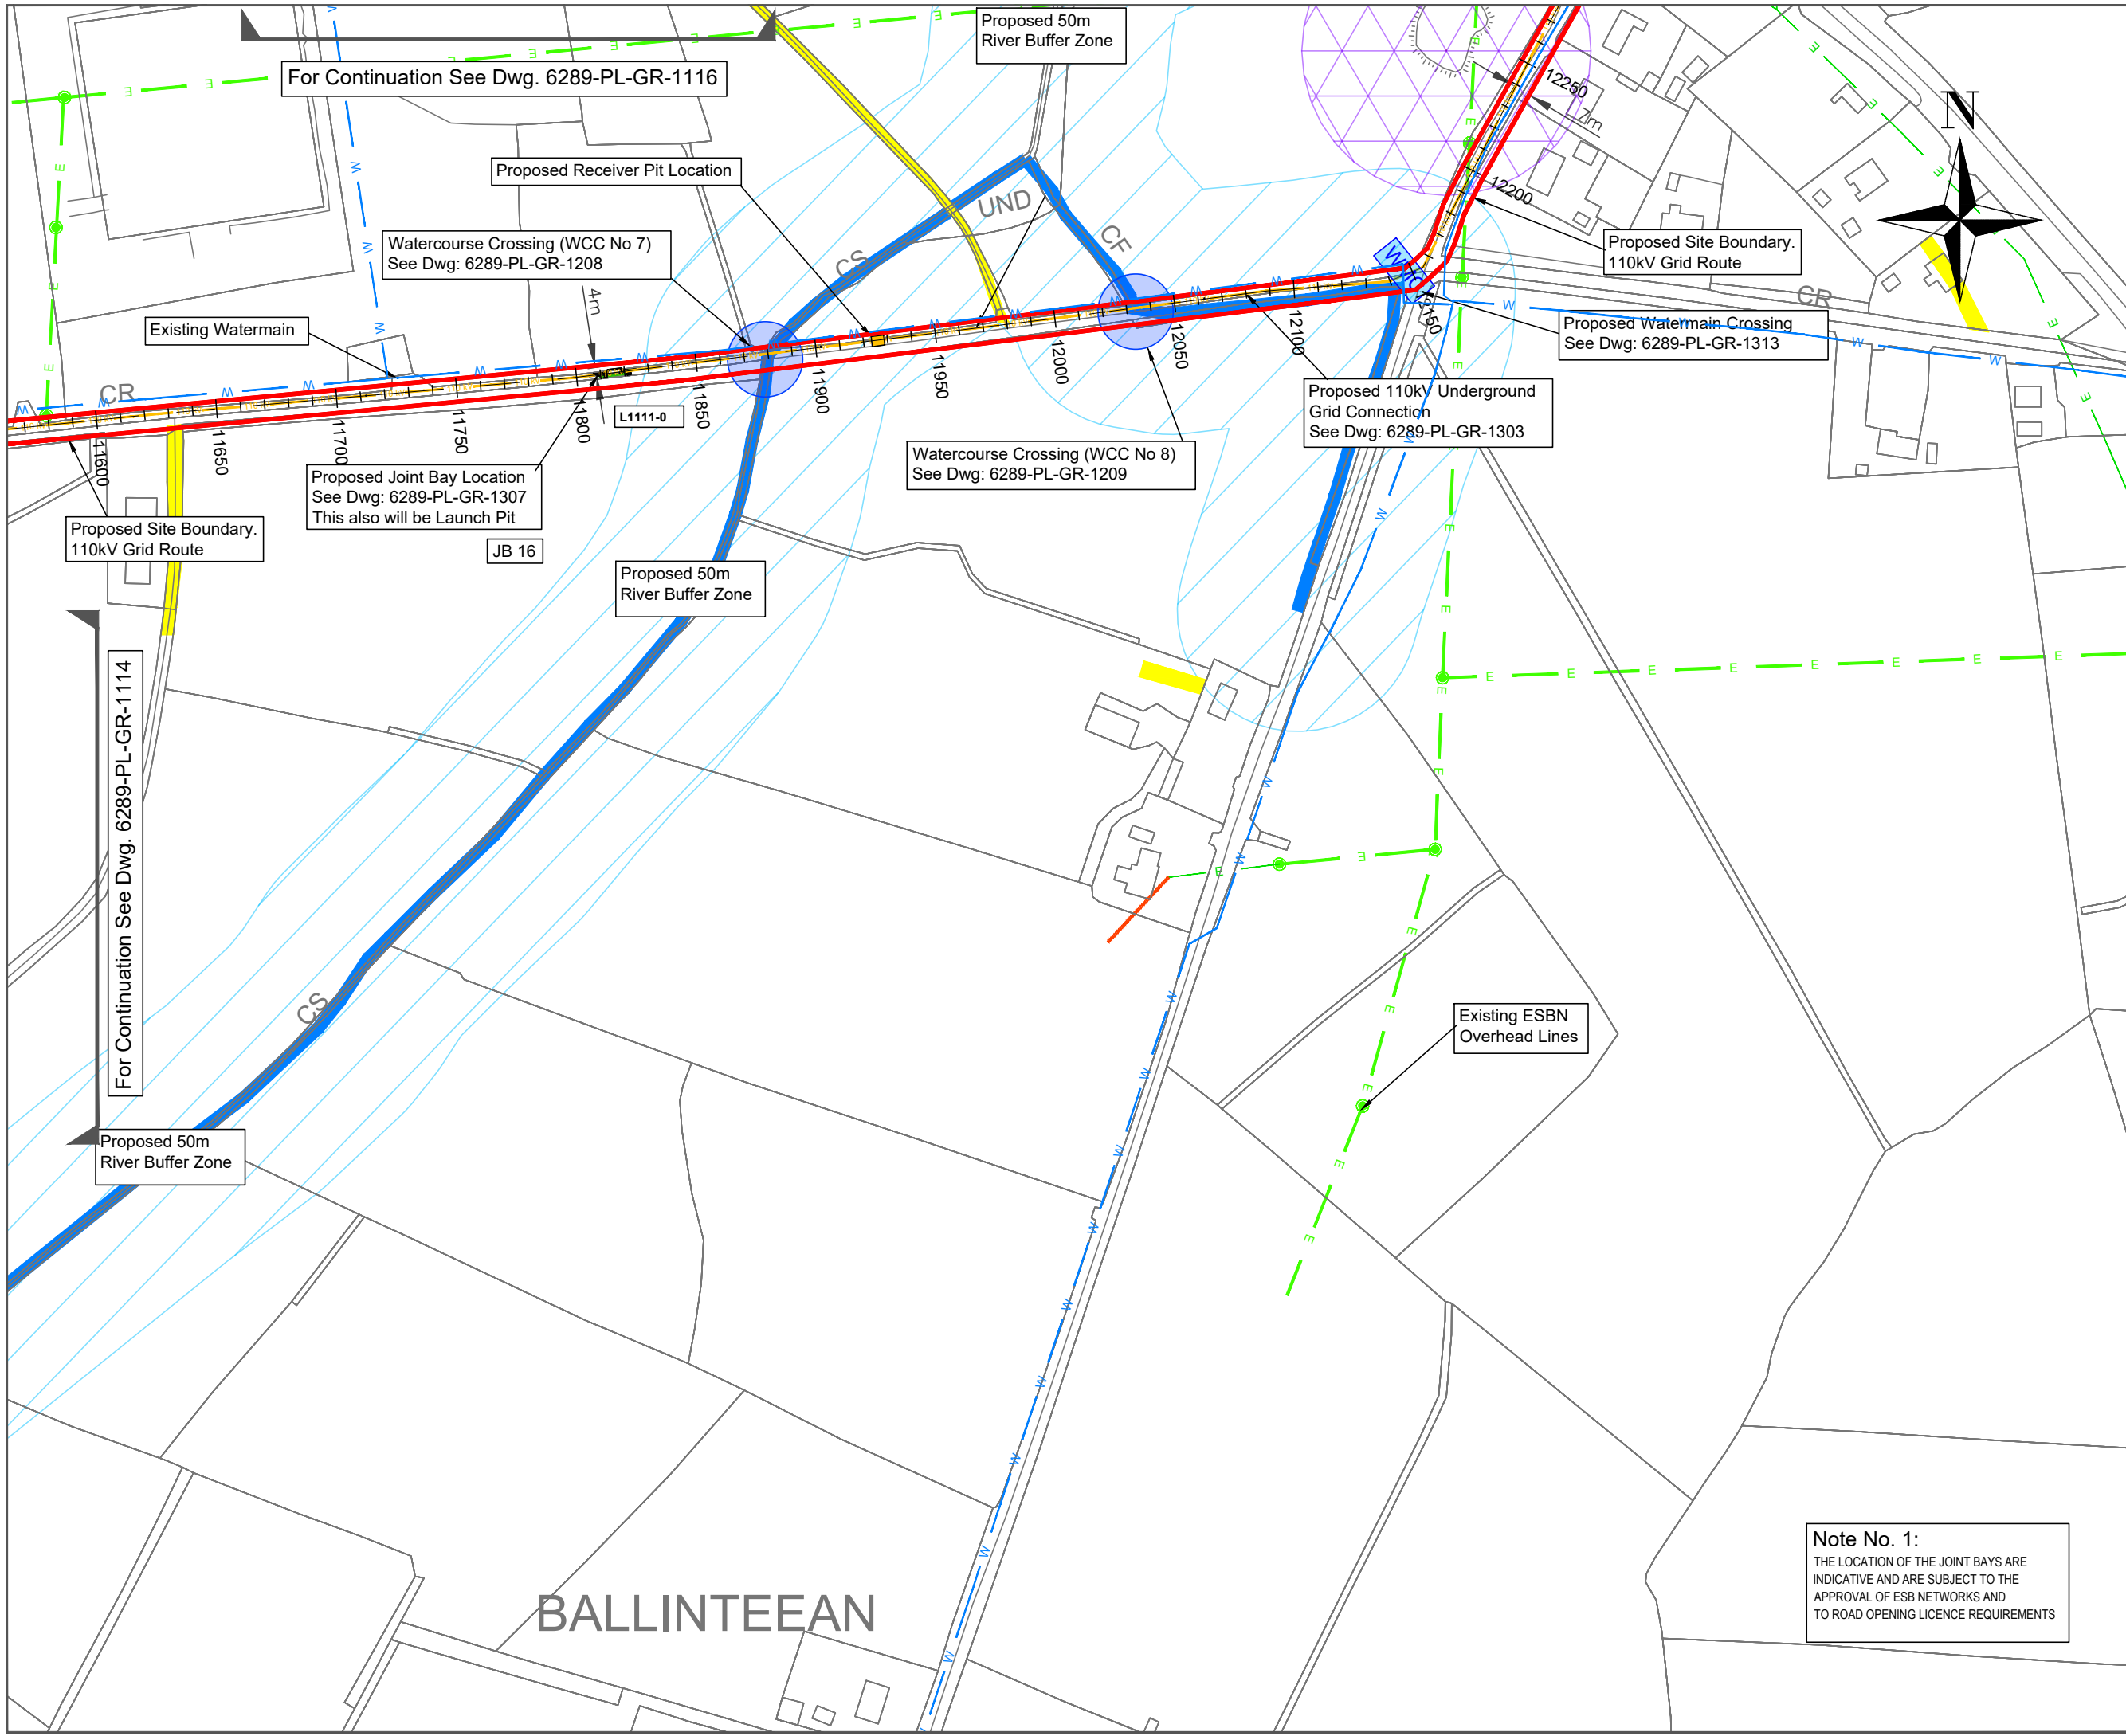 For Continuation See Dwg. 6289-PL-GR-1116
Proposed 50m
River Buffer Zone
12250
7m
N
Proposed Receiver Pit Location
UND
12200
Watercourse Crossing (WCC No 7)
See Dwg: 6289-PL-GR-1208
CS
CF
Proposed Site Boundary.
110kV Grid Route
4m
CR
Existing Watermain
12150
Proposed Watermain Crossing
See Dwg: 6289-PL-GR-1313
12100
12050
12000
11950
11900
11850
11800
11750
11700
11650
11600
CR
L1111-0
Proposed 110kV Underground
Grid Connection
See Dwg: 6289-PL-GR-1303
Watercourse Crossing (WCC No 8)
See Dwg: 6289-PL-GR-1209
Proposed Joint Bay Location
See Dwg: 6289-PL-GR-1307
This also will be Launch Pit
Proposed Site Boundary.
110kV Grid Route
JB 16
Proposed 50m
River Buffer Zone
For Continuation See Dwg. 6289-PL-GR-1114
CS
Existing ESBN
Overhead Lines
Proposed 50m
River Buffer Zone
BALLINTEEAN
Note No. 1:
THE LOCATION OF THE JOINT BAYS ARE
INDICATIVE AND ARE SUBJECT TO THE
APPROVAL OF ESB NETWORKS AND
TO ROAD OPENING LICENCE REQUIREMENTS